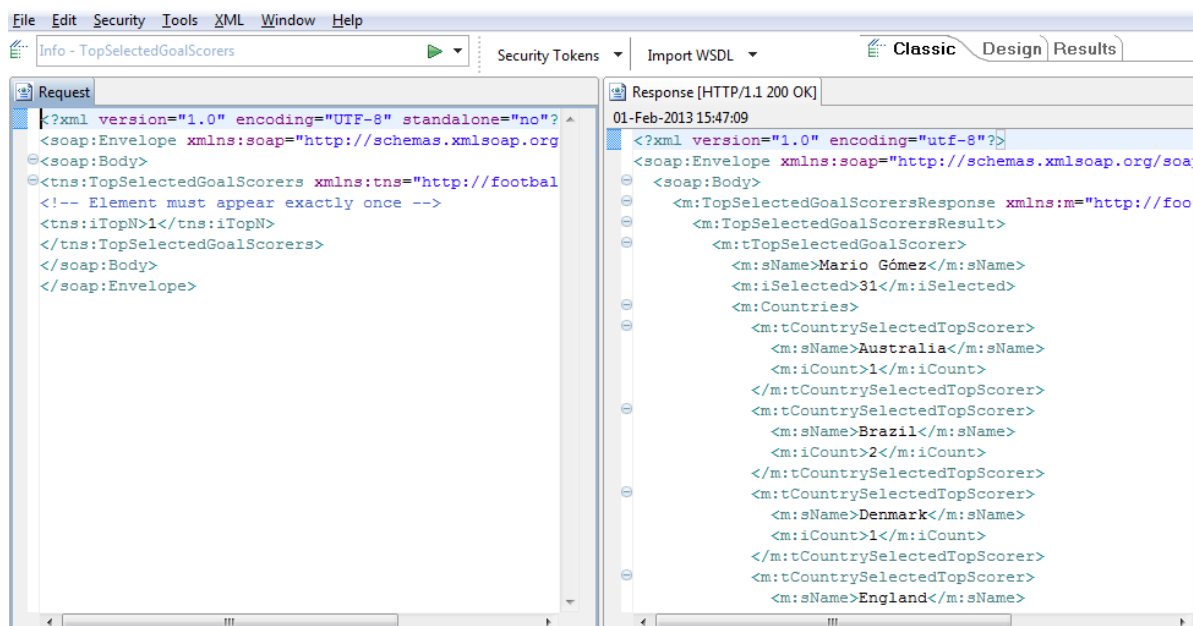 File Edit Security Tools XML Window Help
Info - TopSelectedGoalScorers
Security Tokens Import WSDL
Classic Design Results
Request
<?xml version="1.0" encoding="UTF-8" standalone="no"?
<soap:Envelope xmlns:soap="http://schemas.xmlsoap.org
<soap:Body>
<tns:TopSelectedGoalScorers xmlns:tns="http://footbal
<!-- Element must appear exactly once -->
<tns:iTopN>1</tns:iTopN>
</tns:TopSelectedGoalScorers>
</soap:Body>
</soap:Envelope>
Response [HTTP/1.1 200 OK]
01-Feb-2013 15:47:09
<?xml version="1.0" encoding="utf-8"?>
<soap:Envelope xmlns:soap="http://schemas.xmlsoap.org/soa
<soap:Body>
<m:TopSelectedGoalScorersResponse xmlns:m="http://foo
<m:TopSelectedGoalScorersResult>
<m:tTopSelectedGoalScorer>
<m:sName>Mario Gómez</m:sName>
<m:iSelected>31</m:iSelected>
<m:Countries>
<m:tCountrySelectedTopScorer>
<m:sName>Australia</m:sName>
<m:iCount>1</m:iCount>
</m:tCountrySelectedTopScorer>
<m:tCountrySelectedTopScorer>
<m:sName>Brazil</m:sName>
<m:iCount>2</m:iCount>
</m:tCountrySelectedTopScorer>
<m:tCountrySelectedTopScorer>
<m:sName>Denmark</m:sName>
<m:iCount>1</m:iCount>
</m:tCountrySelectedTopScorer>
<m:tCountrySelectedTopScorer>
<m:sName>England</m:sName>